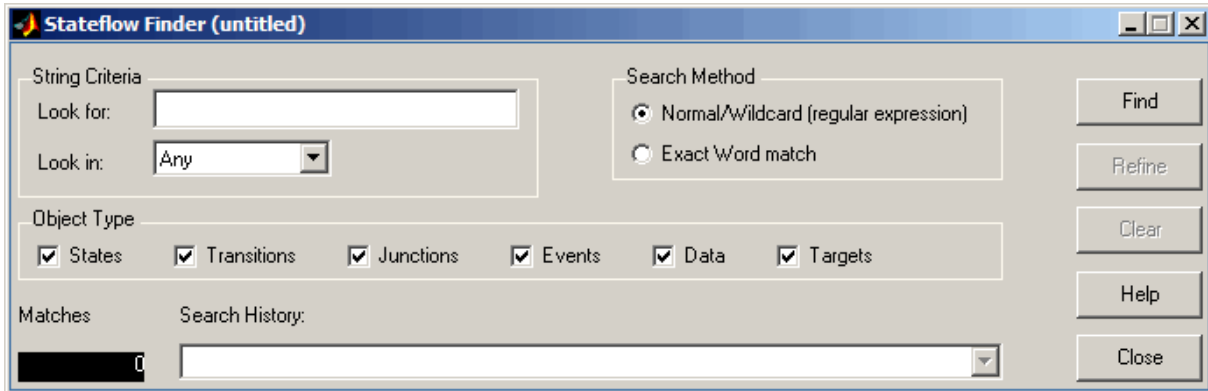 Stateflow Finder (untitled)
String Criteria
Look for:
Look in:
Any
Search Method
Normal/Wildcard (regular expression)
Exact Word match
Find
Refine
Clear
Help
Close
Object Type
States Transitions Junctions Events Data Targets
Matches
0
Search History: